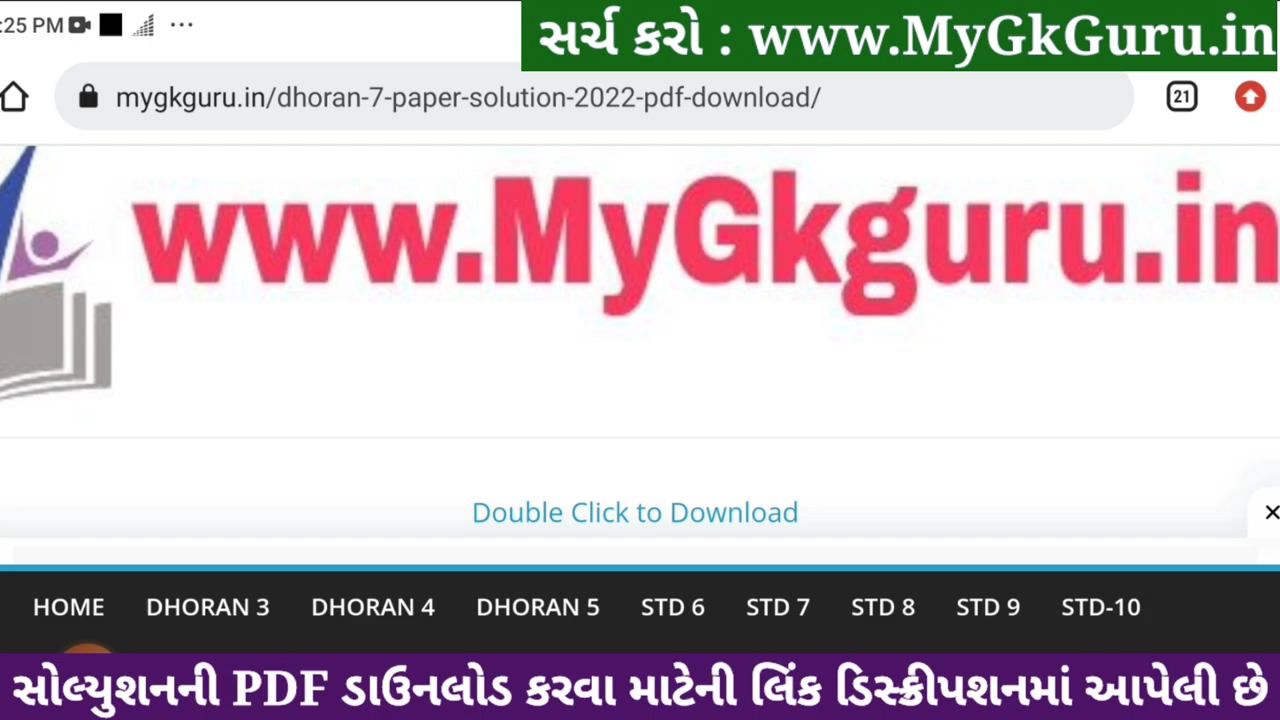 :25 PM
સર્ચ કરો : www.MyGkGuru.in
mygkguru.in/dhoran-7-paper-solution-2022-pdf-download/
21
www.MyGkguru.in
Double Click to Download
HOME DHORAN 3 DHORAN 4 DHORAN 5 STD 6 STD 7 STD 8 STD 9 STD-10
સોલ્યુશનની PDF ડાઉનલોડ કરવા માટેની લિંક ડિસ્ક્રીપશનમાં આપેલી છે